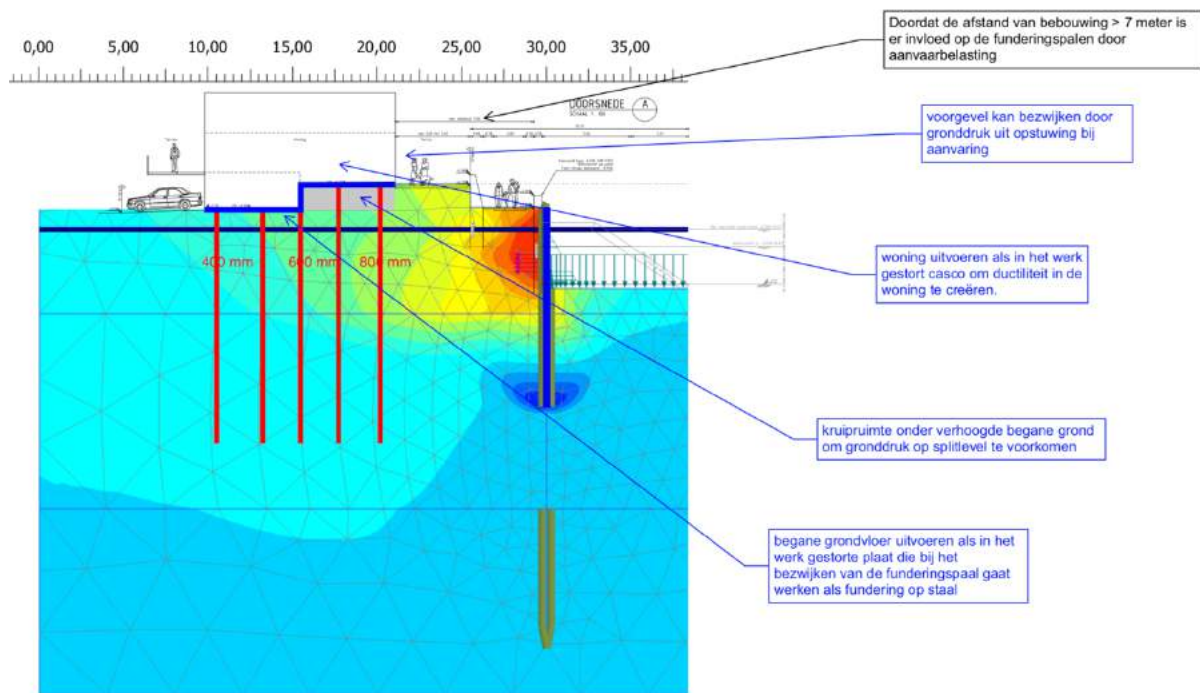 Doordat de afstand van bebouwing > 7 meter is
er invloed op de funderingspalen door
aanvaarbelasting
0,00 5,00 10,00 15,00 20,00 25,00 30,00 35,00
DOORSNEDE A
voorgevel kan bezwijken door
gronddruk uit opstuwing bij
aanvaring
woning uitvoeren als in het werk
gestort casco om ductiliteit in de
woning te creëren.
400 mm 600 mm 800 mm
kruipruimte onder verhoogde begane grond
om gronddruk op splitlevel te voorkomen
begane grondvloer uitvoeren als in het
werk gestorte plaat die bij het
bezwijken van de funderingspaal gaat
werken als fundering op staal